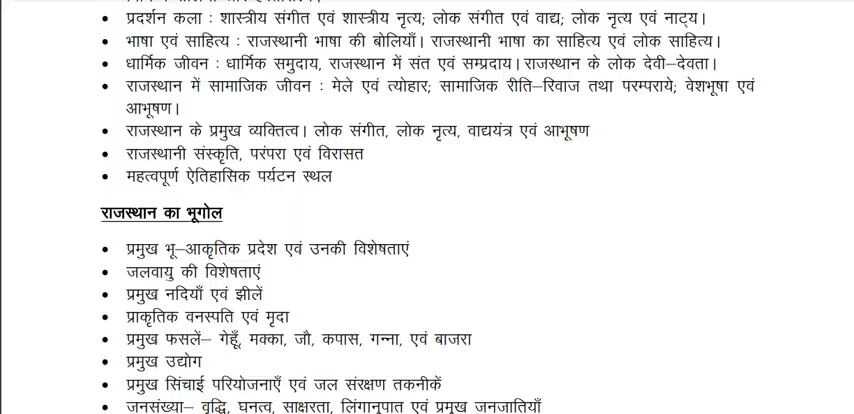 • प्रदर्शन कला : शास्त्रीय संगीत एवं शास्त्रीय नृत्य; लोक संगीत एवं वाद्य; लोक नृत्य एवं नाट्य।
• भाषा एवं साहित्य : राजस्थानी भाषा की बोलियाँ। राजस्थानी भाषा का साहित्य एवं लोक साहित्य।
• धार्मिक जीवन : धार्मिक समुदाय, राजस्थान में संत एवं सम्प्रदाय। राजस्थान के लोक देवी–देवता।
• राजस्थान में सामाजिक जीवन : मेले एवं त्योहार; सामाजिक रीति–रिवाज तथा परम्पराये; वेशभूषा एवं
आभूषण।
• राजस्थान के प्रमुख व्यक्तित्व। लोक संगीत, लोक नृत्य, वाद्ययंत्र एवं आभूषण
• राजस्थानी संस्कृति, परंपरा एवं विरासत
• महत्वपूर्ण ऐतिहासिक पर्यटन स्थल
राजस्थान का भूगोल
• प्रमुख भू–आकृतिक प्रदेश एवं उनकी विशेषताएं
• जलवायु की विशेषताएं
• प्रमुख नदियाँ एवं झीलें
• प्राकृतिक वनस्पति एवं मृदा
• प्रमुख फसलें– गेहूँ, मक्का, जौ, कपास, गन्ना, एवं बाजरा
• प्रमुख उद्योग
• प्रमुख सिंचाई परियोजनाएँ एवं जल संरक्षण तकनीकें
• जनसंख्या– वृद्धि, घनत्व, साक्षरता, लिंगानुपात एवं प्रमुख जनजातियाँ